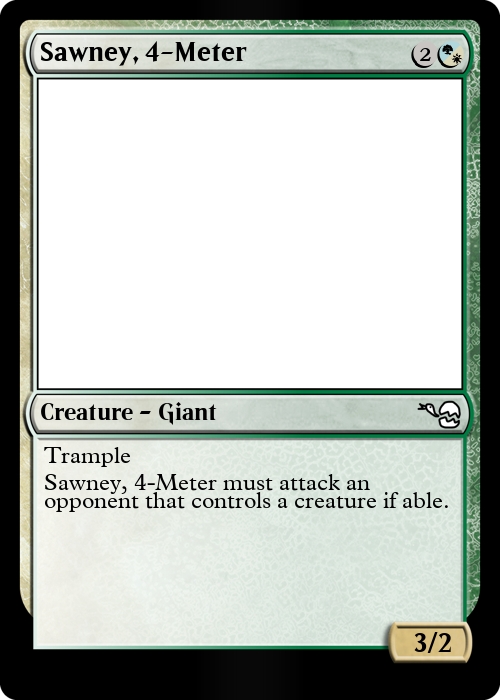 Sawney, 4-Meter 2
Creature - Giant
Trample
Sawney, 4-Meter must attack an
opponent that controls a creature if able.
3/2